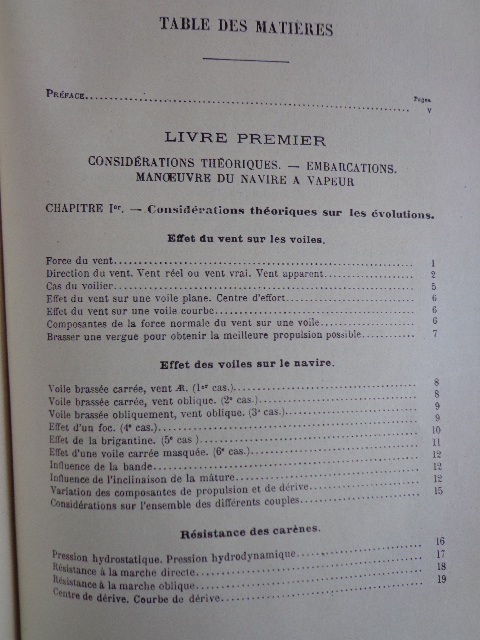 TABLE DES MATIÈRES
Pages
PRÉFACE. V
LIVRE PREMIER
CONSIDÉRATIONS THÉORIQUES. — EMBARCATIONS.
MANŒUVRE DU NAVIRE A VAPEUR
CHAPITRE Ier. — Considérations théoriques sur les évolutions.
Effet du vent sur les voiles.
Force du vent. 1
Direction du vent. Vent réel ou vent vrai. Vent apparent. 2
Cas du voilier. 5
Effet du vent sur une voile plane. Centre d'effort. 6
Effet du vent sur une voile courbe. 6
Composantes de la force normale du vent sur une voile. 6
Brasser une vergue pour obtenir la meilleure propulsion possible. 7
Effet des voiles sur le navire.
Voile brassée carrée, vent Æ. (1er cas.) 8
Voile brassée carrée, vent oblique. (2e cas.) 8
Voile brassée obliquement, vent oblique. (3e cas.) 9
Effet d'un foc. (4e cas.) 9
Effet de la brigantine. (5e cas ) 10
Effet d'une voile carrée masquée. (6e cas.) 11
Influence de la bande. 12
Influence de l'inclinaison de la mâture. 12
Variation des composantes de propulsion et de dérive. 12
Considérations sur l'ensemble des différents couples. 15
Résistance des carènes.
Pression hydrostatique. Pression hydrodynamique. 16
Résistance à la marche directe. 17
Résistance à la marche oblique. 18
Centre de dérive. Courbe de dérive. 19